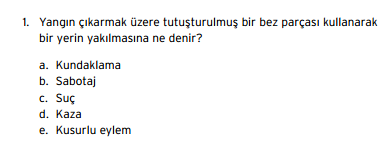 1. Yangın çıkarmak üzere tutuşturulmuş bir bez parçası kullanarak
bir yerin yakılmasına ne denir?
a. Kundaklama
b. Sabotaj
c. Suç
d. Kaza
e. Kusurlu eylem